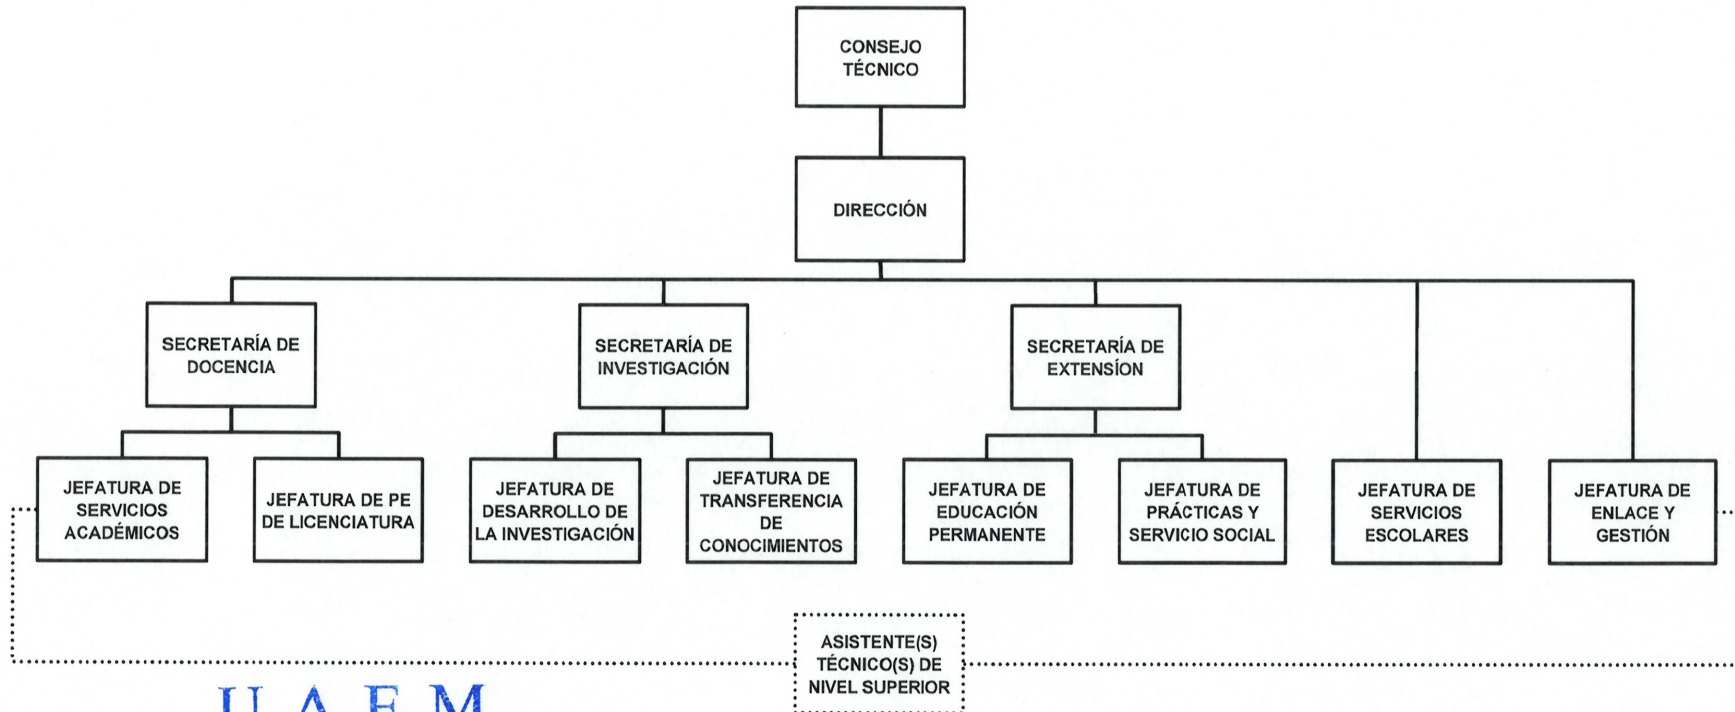 CONSEJO
TÉCNICO
DIRECCIÓN
SECRETARÍA DE
DOCENCIA
SECRETARÍA DE
INVESTIGACIÓN
SECRETARÍA DE
EXTENSÍON
JEFATURA DE
SERVICIOS
ACADÉMICOS
JEFATURA DE PE
DE LICENCIATURA
JEFATURA DE
DESARROLLO DE
LA INVESTIGACIÓN
JEFATURA DE
TRANSFERENCIA
DE
CONOCIMIENTOS
JEFATURA DE
EDUCACIÓN
PERMANENTE
JEFATURA DE
PRÁCTICAS Y
SERVICIO SOCIAL
JEFATURA DE
SERVICIOS
ESCOLARES
JEFATURA DE
ENLACE Y
GESTIÓN
ASISTENTE(S)
TÉCNICO(S) DE
NIVEL SUPERIOR
U A E M